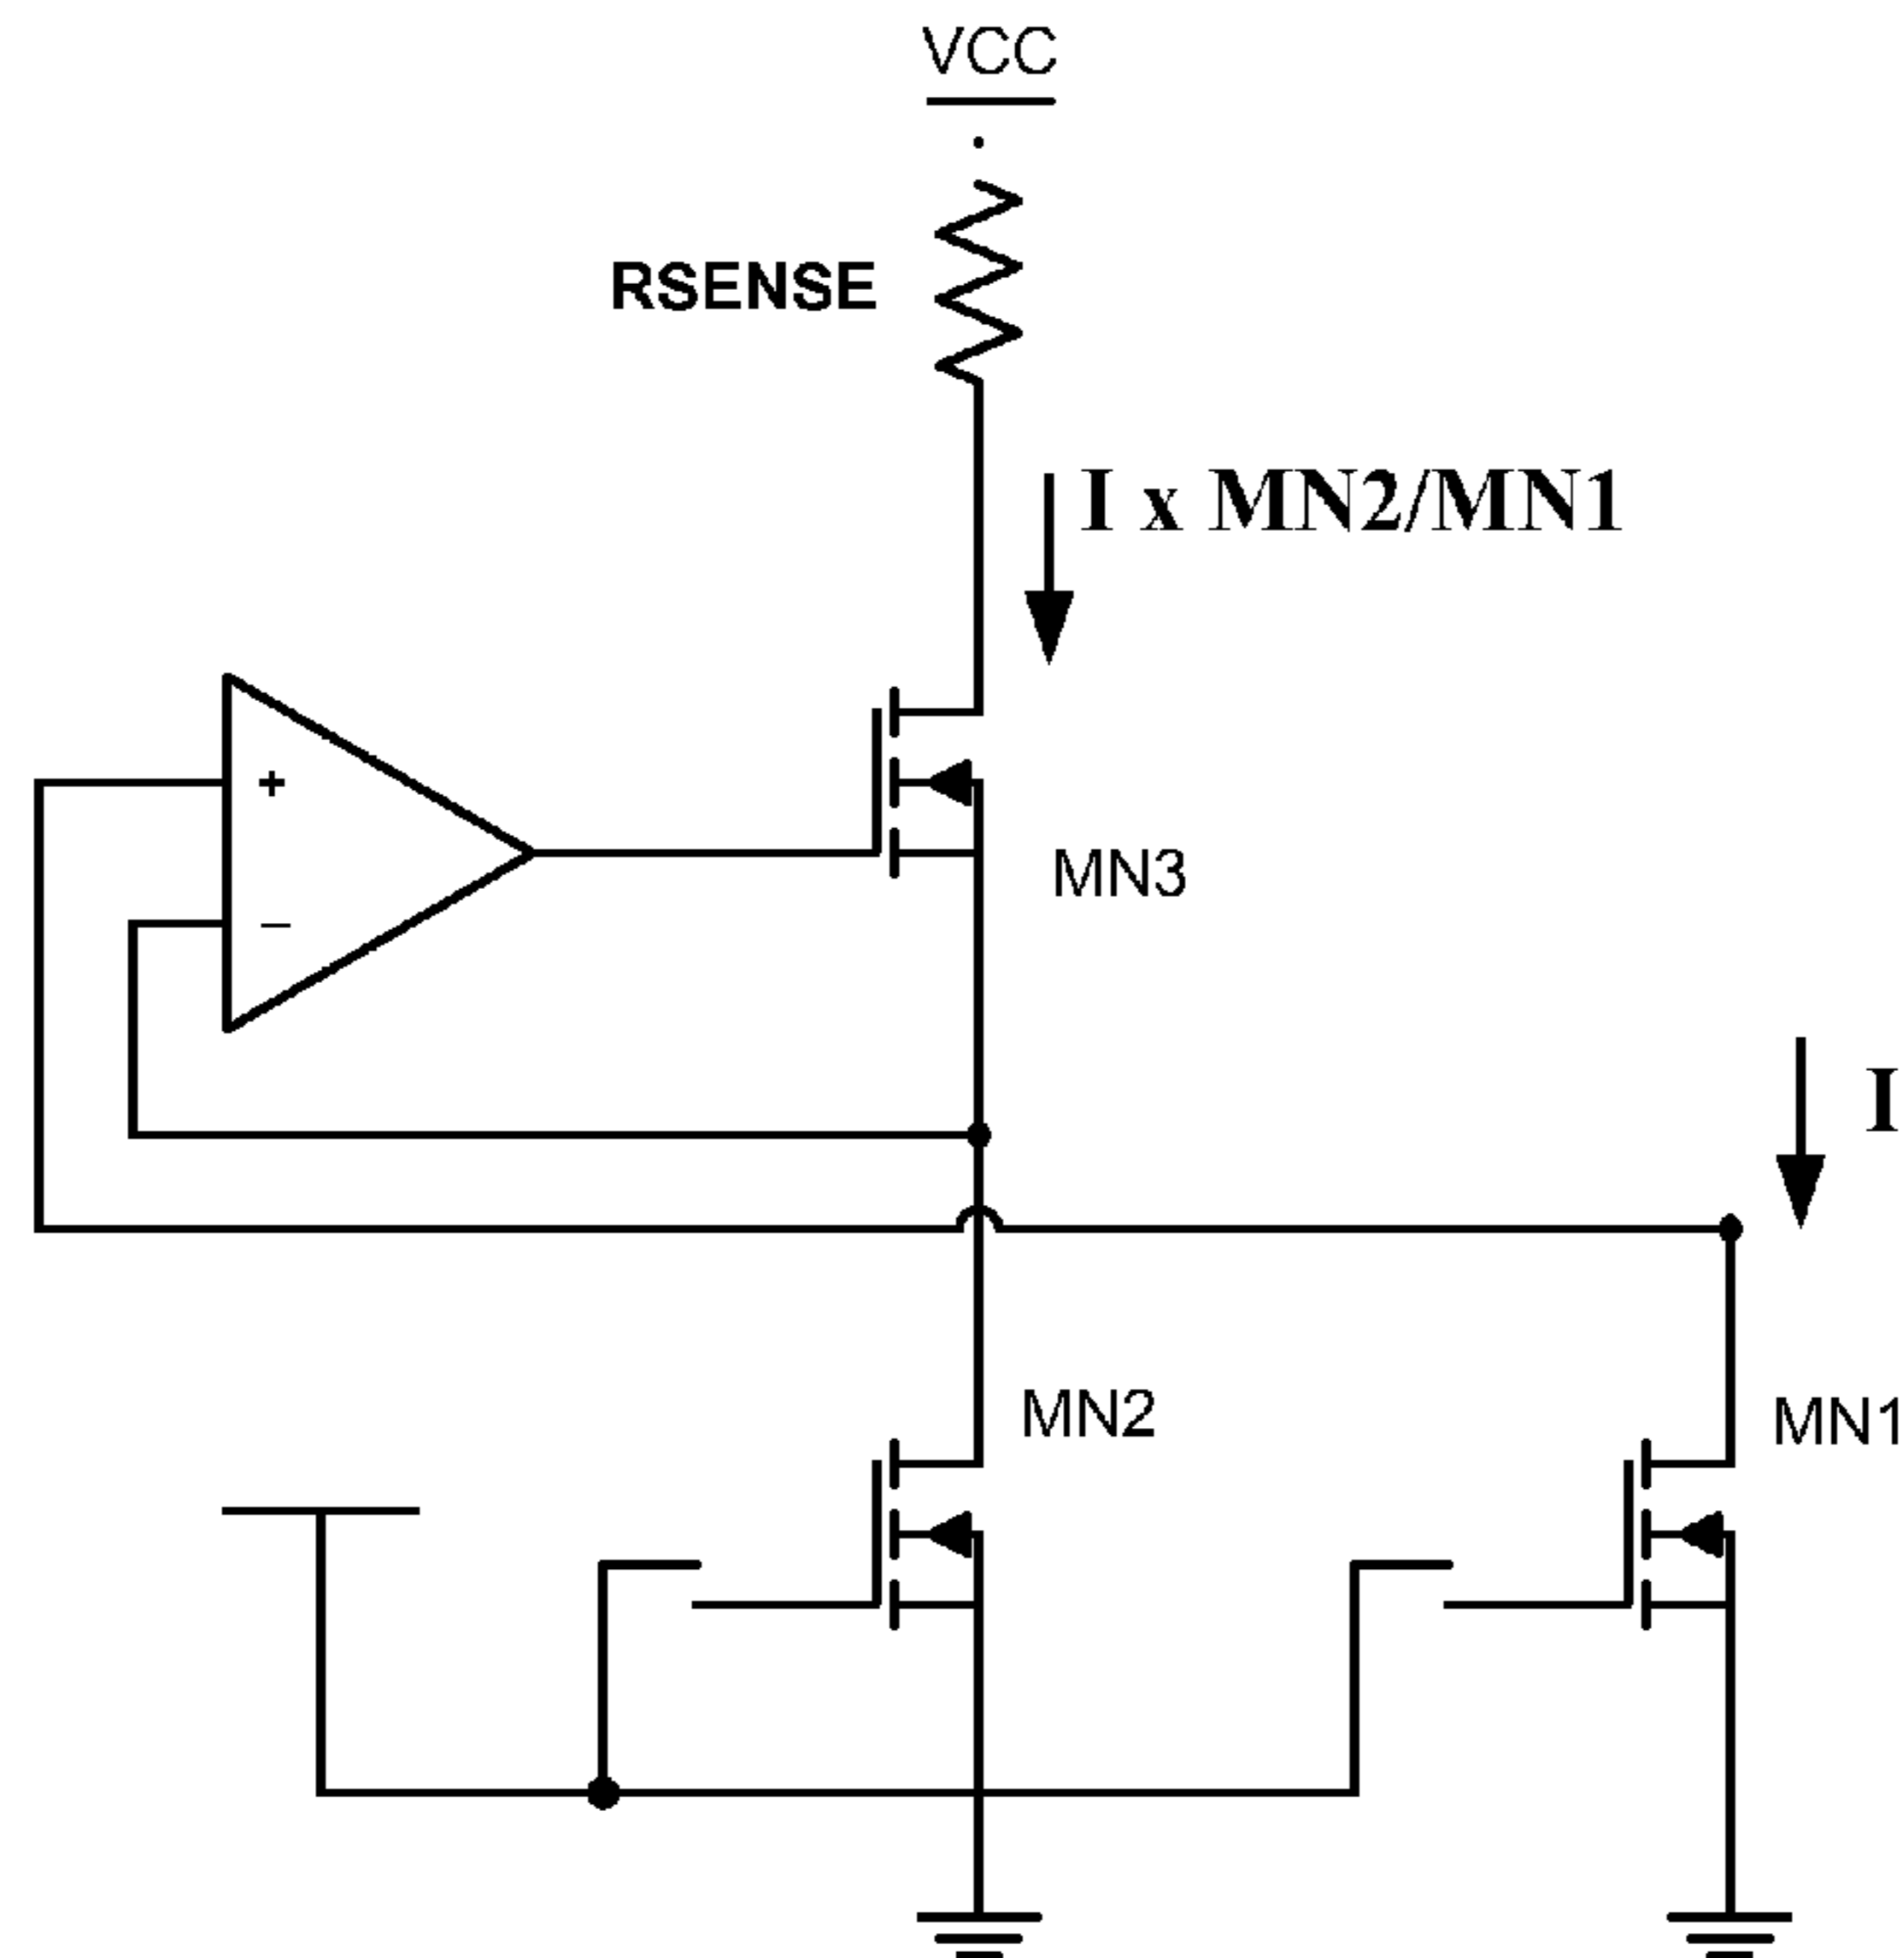 VCC
RSENSE
I x MN2/MN1
+
MN3
–
I
MN2
MN1